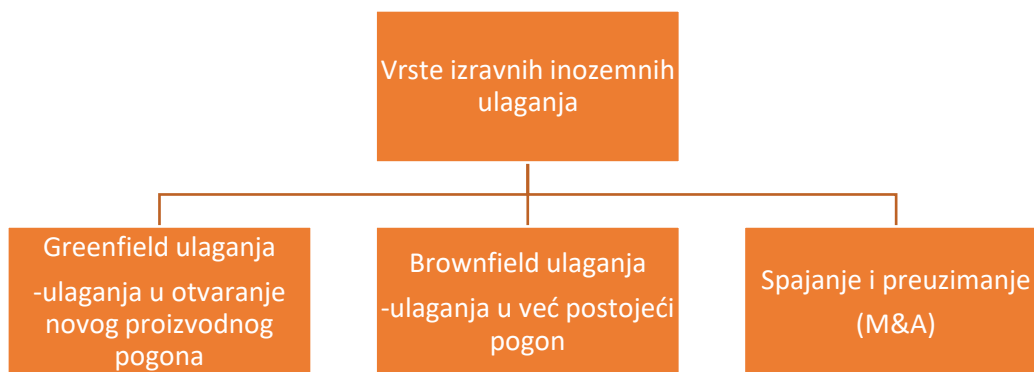 Vrste izravnih inozemnih
ulaganja
Greenfield ulaganja
-ulaganja u otvaranje
novog proizvodnog
pogona
Brownfield ulaganja
-ulaganja u već postojeći
pogon
Spajanje i preuzimanje
(M&A)